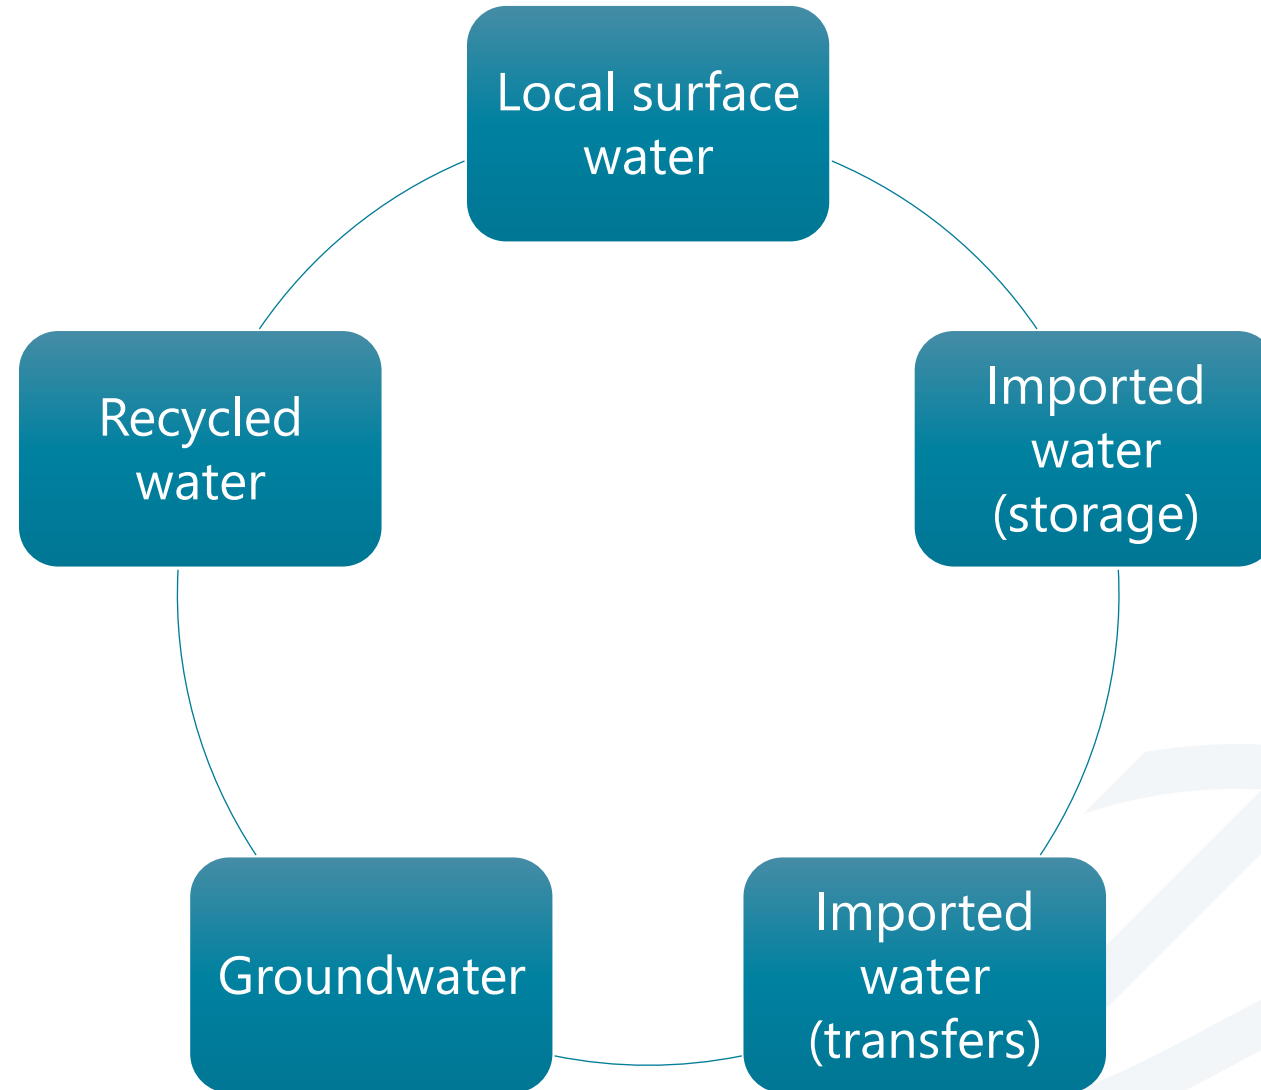 Local surface
water
Imported
water
(storage)
Imported
water
(transfers)
Groundwater
Recycled
water